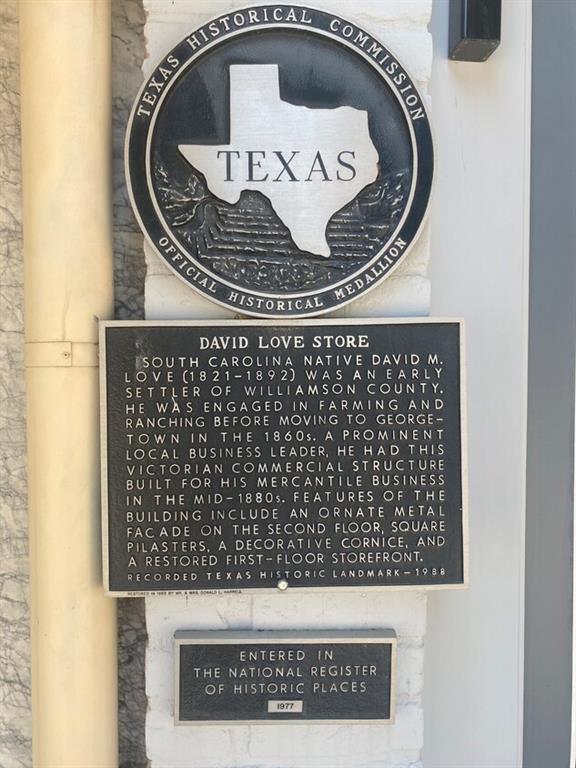 TEXAS HISTORICAL COMMISSION
TEXAS
OFFICIAL HISTORICAL MEDALLION
DAVID LOVE STORE
SOUTH CAROLINA NATIVE DAVID M.
LOVE (1821-1892) WAS AN EARLY
SETTLER OF WILLIAMSON COUNTY.
HE WAS ENGAGED IN FARMING AND
RANCHING BEFORE MOVING TO GEORGE-
TOWN IN THE 1860s. A PROMINENT
LOCAL BUSINESS LEADER, HE HAD THIS
VICTORIAN COMMERCIAL STRUCTURE
BUILT FOR HIS MERCANTILE BUSINESS
IN THE MID-1880s. FEATURES OF THE
BUILDING INCLUDE AN ORNATE METAL
FACADE ON THE SECOND FLOOR, SQUARE
PILASTERS, A DECORATIVE CORNICE, AND
A RESTORED FIRST-FLOOR STOREFRONT.
RECORDED TEXAS HISTORIC LANDMARK-1988
BY MR. & MRS. DONALD L.
ENTERED IN
THE NATIONAL REGISTER
OF HISTORIC PLACES
1977